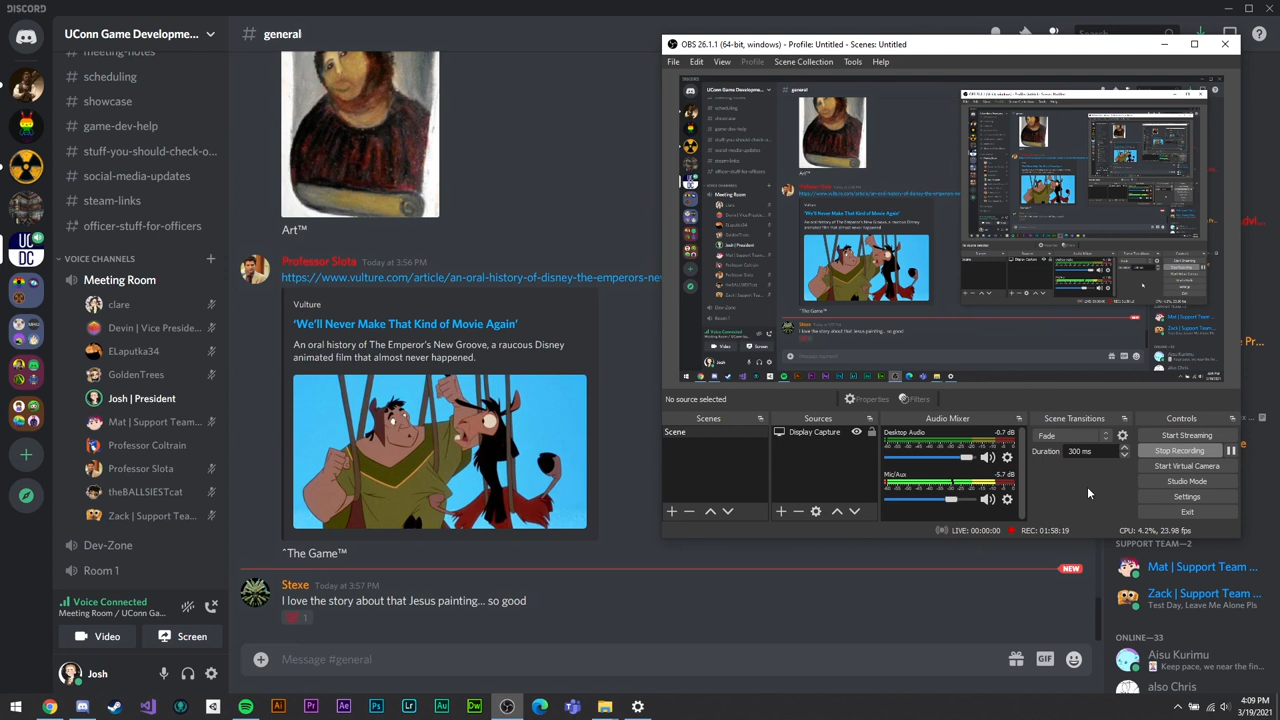 DISCORD
UConn Game Developmen...
# general
Search
# meeting-notes
# scheduling
# showcase
# game-dev-help
# stuff-you-should-check-o...
# social-media-updates
# steam-links
# officer-stuff-for-officers
VOICE CHANNELS
Meeting Room
clare
Dorin | Vice Preside...
ELaputka34
GoldenTrees
Josh | President
Mat | Support Team...
Professor Coltrain
Professor Slota
theBALLSIESTcat
Zack | Support Tea...
Dev-Zone
Room 1
Voice Connected
Meeting Room / UConn Ga...
Video
Screen
Josh
Art™
Professor Slota Today at 3:56 PM
https://www.vulture.com/article/an-oral-history-of-disney-the-emperors-new
Vulture
‘We’ll Never Make That Kind of Movie Again’
An oral history of The Emperor’s New Groove, a raucous Disney
animated film that almost never happened.
^The Game™
NEW
Stexe Today at 3:57 PM
I love the story about that Jesus painting... so good
1
Message #general
GIF
OBS 26.1.1 (64-bit, windows) - Profile: Untitled - Scenes: Untitled
File Edit View Profile Scene Collection Tools Help
No source selected
Properties
Filters
Scenes
Scene
Sources
Display Capture
Audio Mixer
Desktop Audio
-0.7 dB
Mic/Aux
-5.7 dB
Scene Transitions
Fade
Duration 300 ms
Controls
Start Streaming
Stop Recording
Start Virtual Camera
Studio Mode
Settings
Exit
LIVE: 00:00:00
REC: 01:58:19
CPU: 4.2%, 23.98 fps
SUPPORT TEAM—2
Mat | Support Team ...
Zack | Support Team ...
Test Day, Leave Me Alone Pls
ONLINE—33
Aisu Kurimu
Keep pace, we near the fin...
also Chris
4:09 PM
3/19/2021